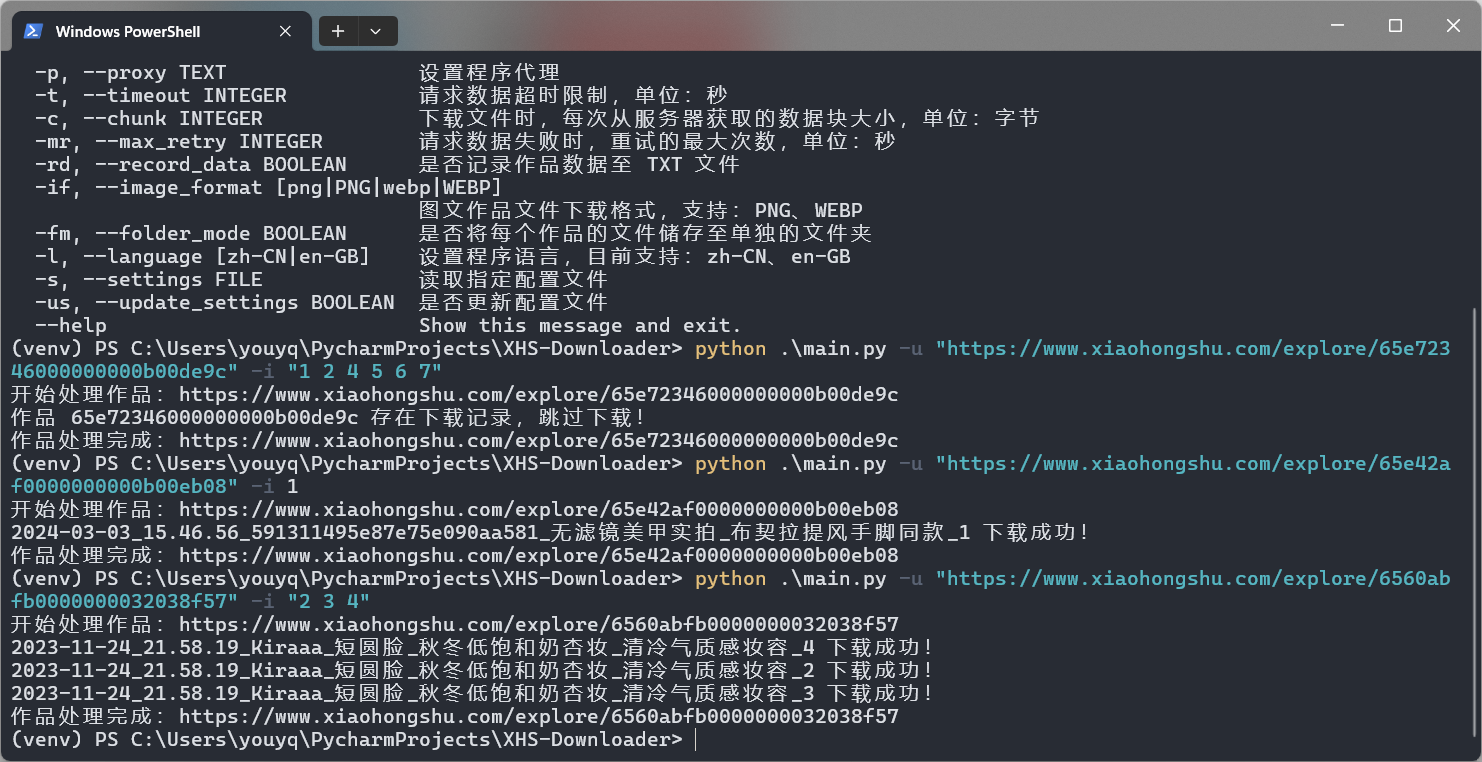 Windows PowerShell
-p, --proxy TEXT 设置程序代理
-t, --timeout INTEGER 请求数据超时限制，单位：秒
-c, --chunk INTEGER 下载文件时，每次从服务器获取的数据块大小，单位：字节
-mr, --max_retry INTEGER 请求数据失败时，重试的最大次数，单位：秒
-rd, --record_data BOOLEAN 是否记录作品数据至 TXT 文件
-if, --image_format [png|PNG|webp|WEBP]
图文作品文件下载格式，支持：PNG、WEBP
-fm, --folder_mode BOOLEAN 是否将每个作品的文件储存至单独的文件夹
-l, --language [zh-CN|en-GB] 设置程序语言，目前支持：zh-CN、en-GB
-s, --settings FILE 读取指定配置文件
-us, --update_settings BOOLEAN 是否更新配置文件
--help Show this message and exit.
(venv) PS C:\Users\youyq\PycharmProjects\XHS-Downloader> python .\main.py -u "https://www.xiaohongshu.com/explore/65e723
46000000000b00de9c" -i "1 2 4 5 6 7"
开始处理作品：https://www.xiaohongshu.com/explore/65e72346000000000b00de9c
作品 65e72346000000000b00de9c 存在下载记录，跳过下载！
作品处理完成：https://www.xiaohongshu.com/explore/65e72346000000000b00de9c
(venv) PS C:\Users\youyq\PycharmProjects\XHS-Downloader> python .\main.py -u "https://www.xiaohongshu.com/explore/65e42a
f0000000000b00eb08" -i 1
开始处理作品：https://www.xiaohongshu.com/explore/65e42af0000000000b00eb08
2024-03-03_15.46.56_591311495e87e75e090aa581_无滤镜美甲实拍_布契拉提风手脚同款_1 下载成功！
作品处理完成：https://www.xiaohongshu.com/explore/65e42af0000000000b00eb08
(venv) PS C:\Users\youyq\PycharmProjects\XHS-Downloader> python .\main.py -u "https://www.xiaohongshu.com/explore/6560ab
fb0000000032038f57" -i "2 3 4"
开始处理作品：https://www.xiaohongshu.com/explore/6560abfb0000000032038f57
2023-11-24_21.58.19_Kiraaa_短圆脸_秋冬低饱和奶杏妆_清冷气质感妆容_4 下载成功！
2023-11-24_21.58.19_Kiraaa_短圆脸_秋冬低饱和奶杏妆_清冷气质感妆容_2 下载成功！
2023-11-24_21.58.19_Kiraaa_短圆脸_秋冬低饱和奶杏妆_清冷气质感妆容_3 下载成功！
作品处理完成：https://www.xiaohongshu.com/explore/6560abfb0000000032038f57
(venv) PS C:\Users\youyq\PycharmProjects\XHS-Downloader>